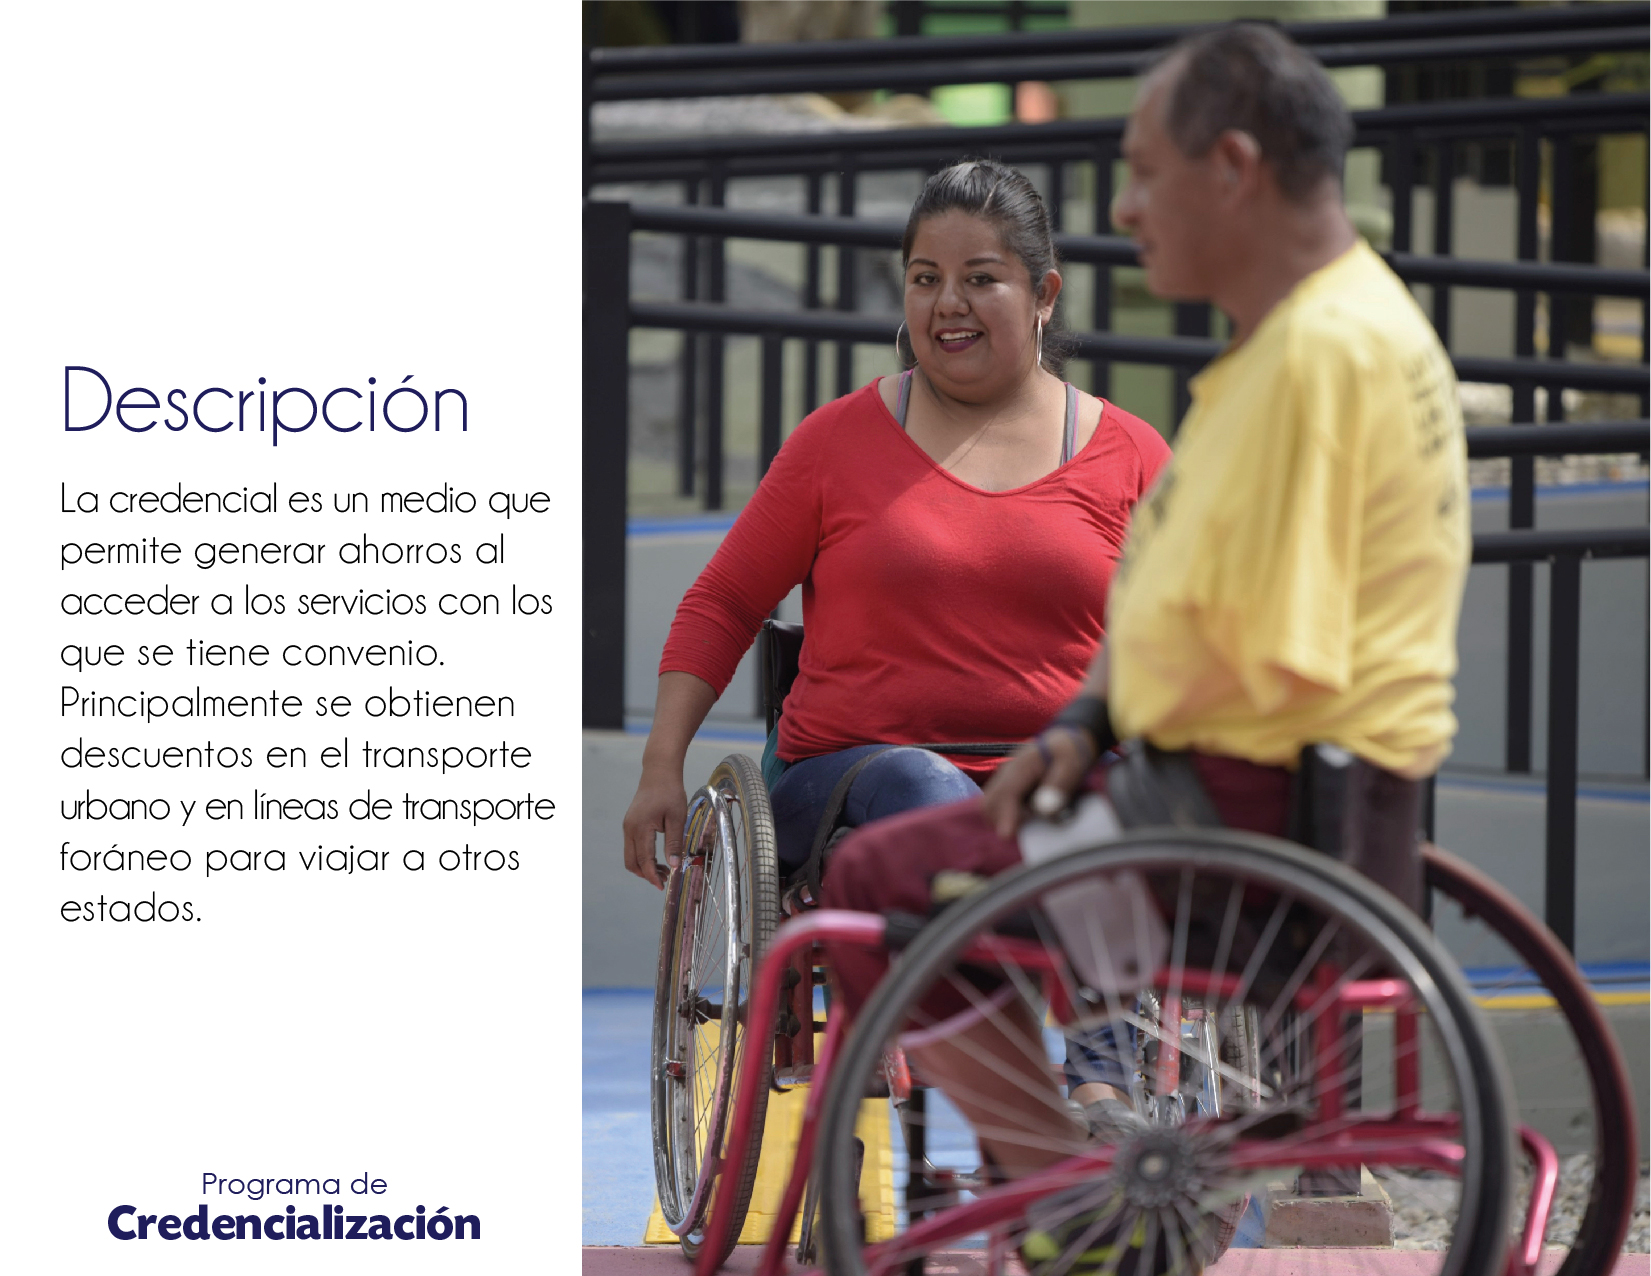 Descripción
La credencial es un medio que
permite generar ahorros al
acceder a los servicios con los
que se tiene convenio.
Principalmente se obtienen
descuentos en el transporte
urbano y en líneas de transporte
foráneo para viajar a otros
estados.
Programa de
Credencialización